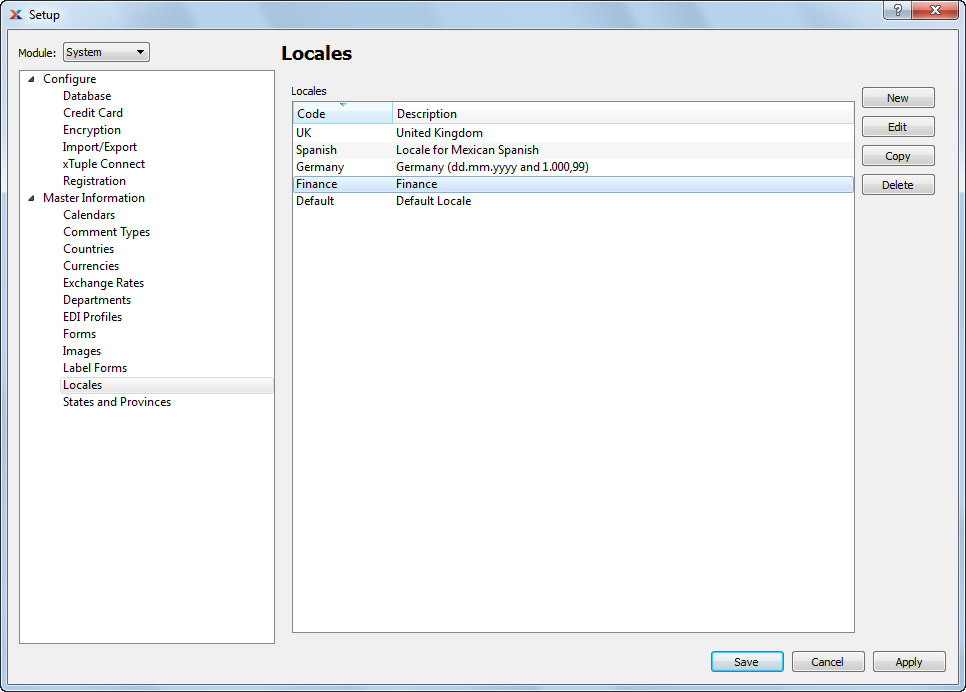 Setup
Module: System
Configure
Database
Credit Card
Encryption
Import/Export
xTuple Connect
Registration
Master Information
Calendars
Comment Types
Countries
Currencies
Exchange Rates
Departments
EDI Profiles
Forms
Images
Label Forms
Locales
States and Provinces
Locales
Locales
Code Description
UK United Kingdom
Spanish Locale for Mexican Spanish
Germany Germany (dd.mm.yyyy and 1.000,99)
Finance Finance
Default Default Locale
New
Edit
Copy
Delete
Save Cancel Apply